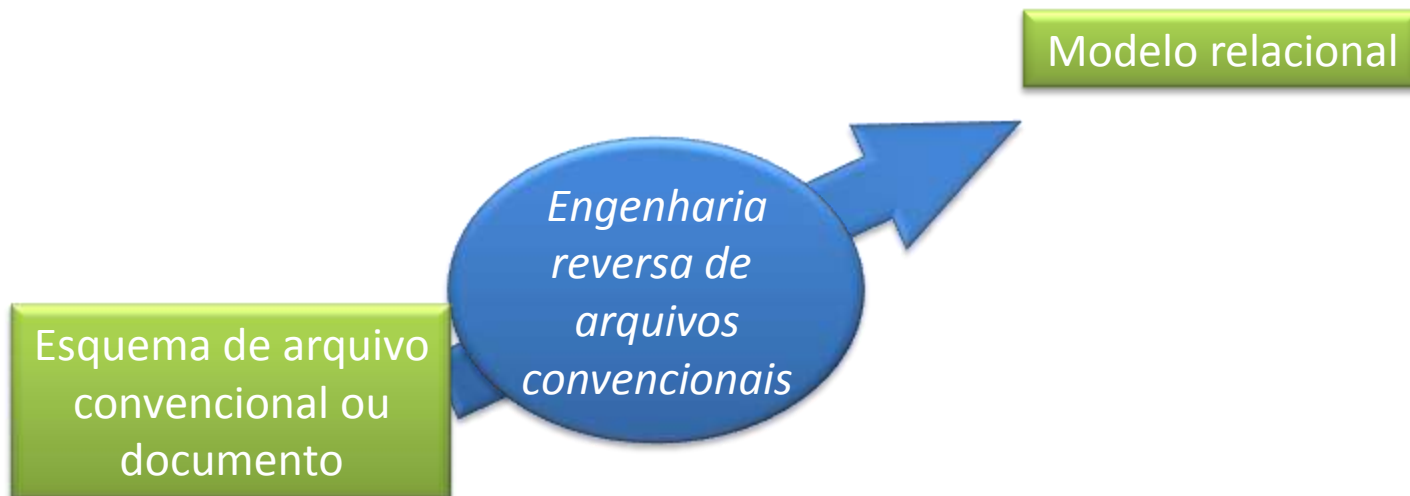 Modelo relacional
Engenharia
reversa de
arquivos
convencionais
Esquema de arquivo
convencional ou
documento